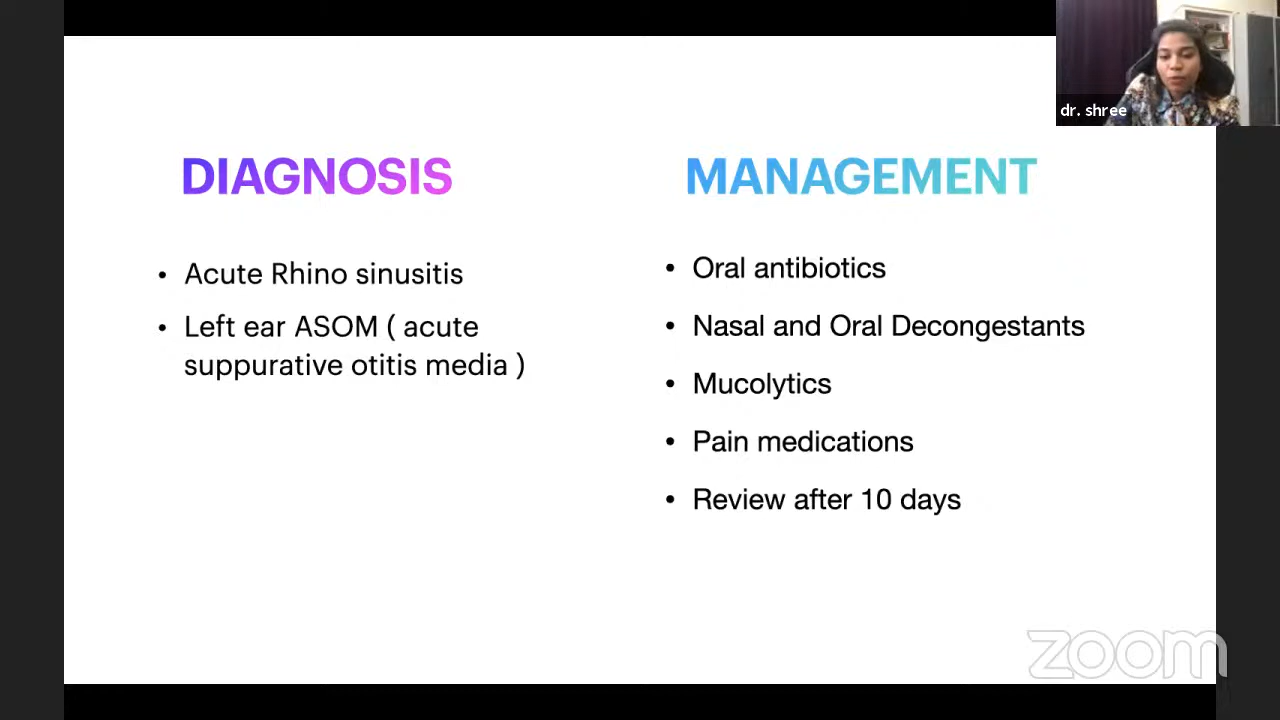 dr. shree
DIAGNOSIS
• Acute Rhino sinusitis
• Left ear ASOM ( acute
suppurative otitis media )
MANAGEMENT
• Oral antibiotics
• Nasal and Oral Decongestants
• Mucolytics
• Pain medications
• Review after 10 days
zoom